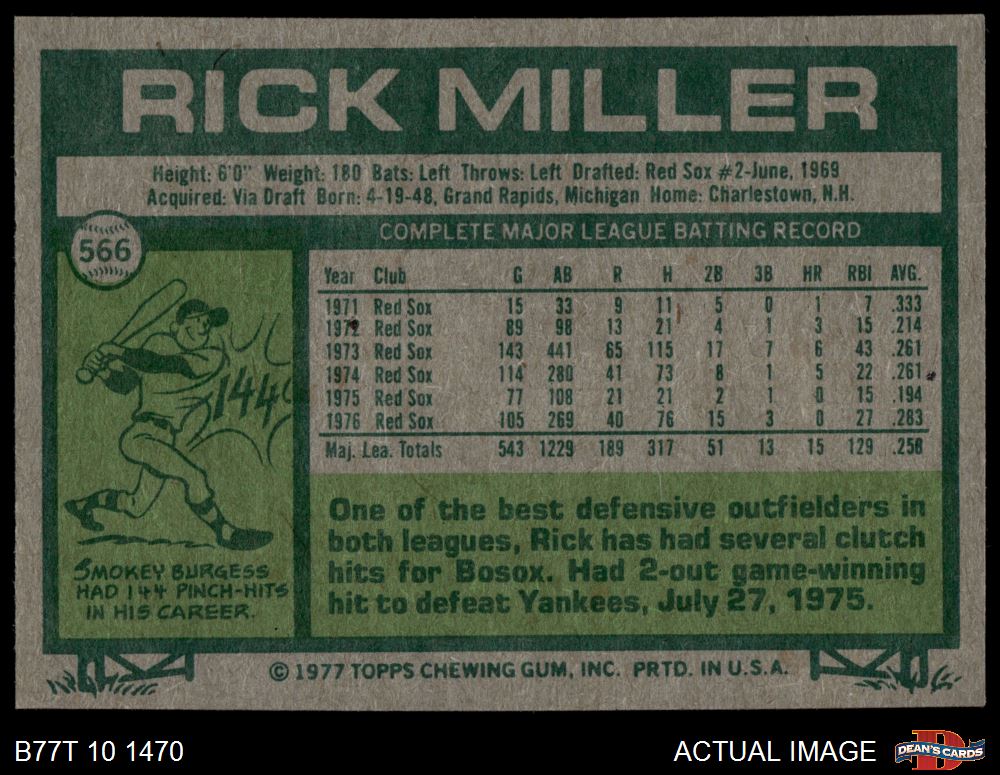 RICK MILLER
Height: 6'0" Weight: 180 Bats: Left Throws: Left Drafted: Red Sox #2-June, 1969
Acquired: Via Draft Born: 4-19-48, Grand Rapids, Michigan Home: Charlestown, N.H.
566
COMPLETE MAJOR LEAGUE BATTING RECORD
Year Club G AB R H 2B 3B HR RBI AVG.
1971 Red Sox 15 33 9 11 5 0 1 7 .333
1972 Red Sox 89 98 13 21 4 1 3 15 .214
1973 Red Sox 143 441 65 115 17 7 6 43 .261
1974 Red Sox 114 280 41 73 8 1 5 22 .261
1975 Red Sox 77 108 21 21 2 1 0 15 .194
1976 Red Sox 105 269 40 76 15 3 0 27 .283
Maj. Lea. Totals 543 1229 189 317 51 13 15 129 .258
144
SMOKEY BURGESS
HAD 144 PINCH-HITS
IN HIS CAREER.
One of the best defensive outfielders in
both leagues, Rick has had several clutch
hits for Bosox. Had 2-out game-winning
hit to defeat Yankees, July 27, 1975.
© 1977 TOPPS CHEWING GUM, INC. PRTD. IN U.S.A.
B77T 10 1470
ACTUAL IMAGE
D
DEAN'S CARDS